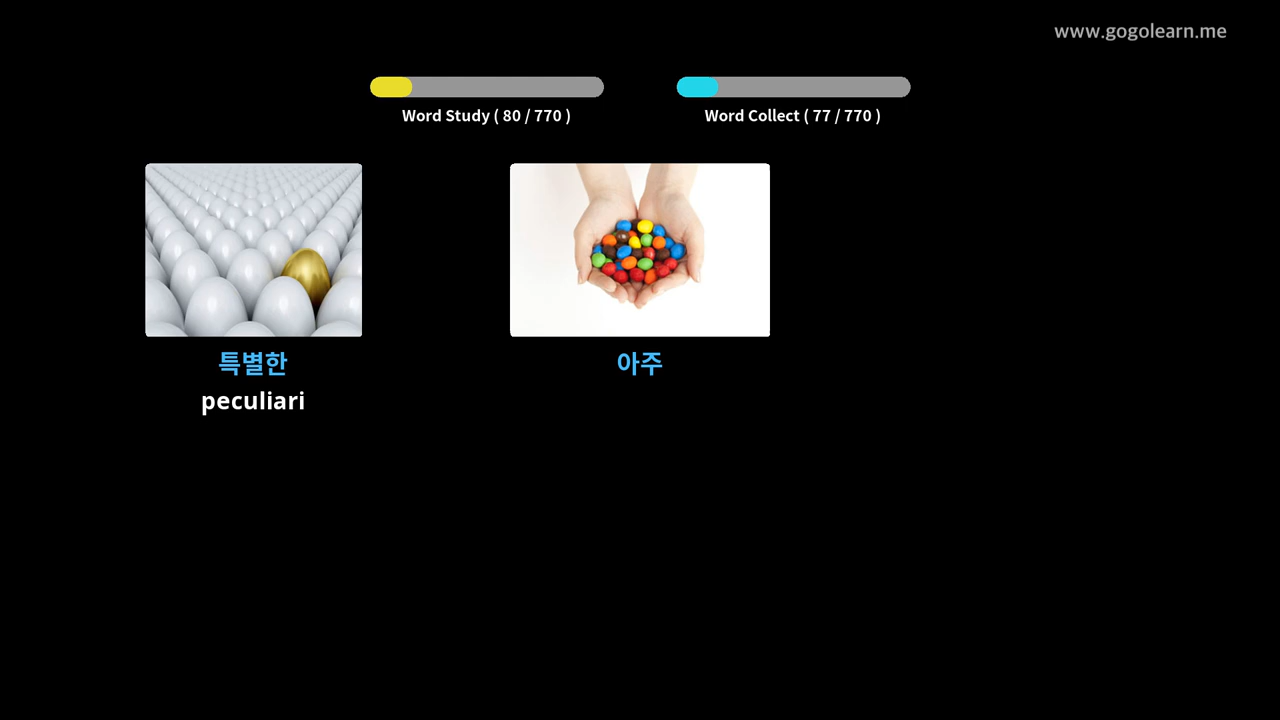 www.gogolearn.me
Word Study ( 80 / 770 )
Word Collect ( 77 / 770 )
특별한
peculiari
아주